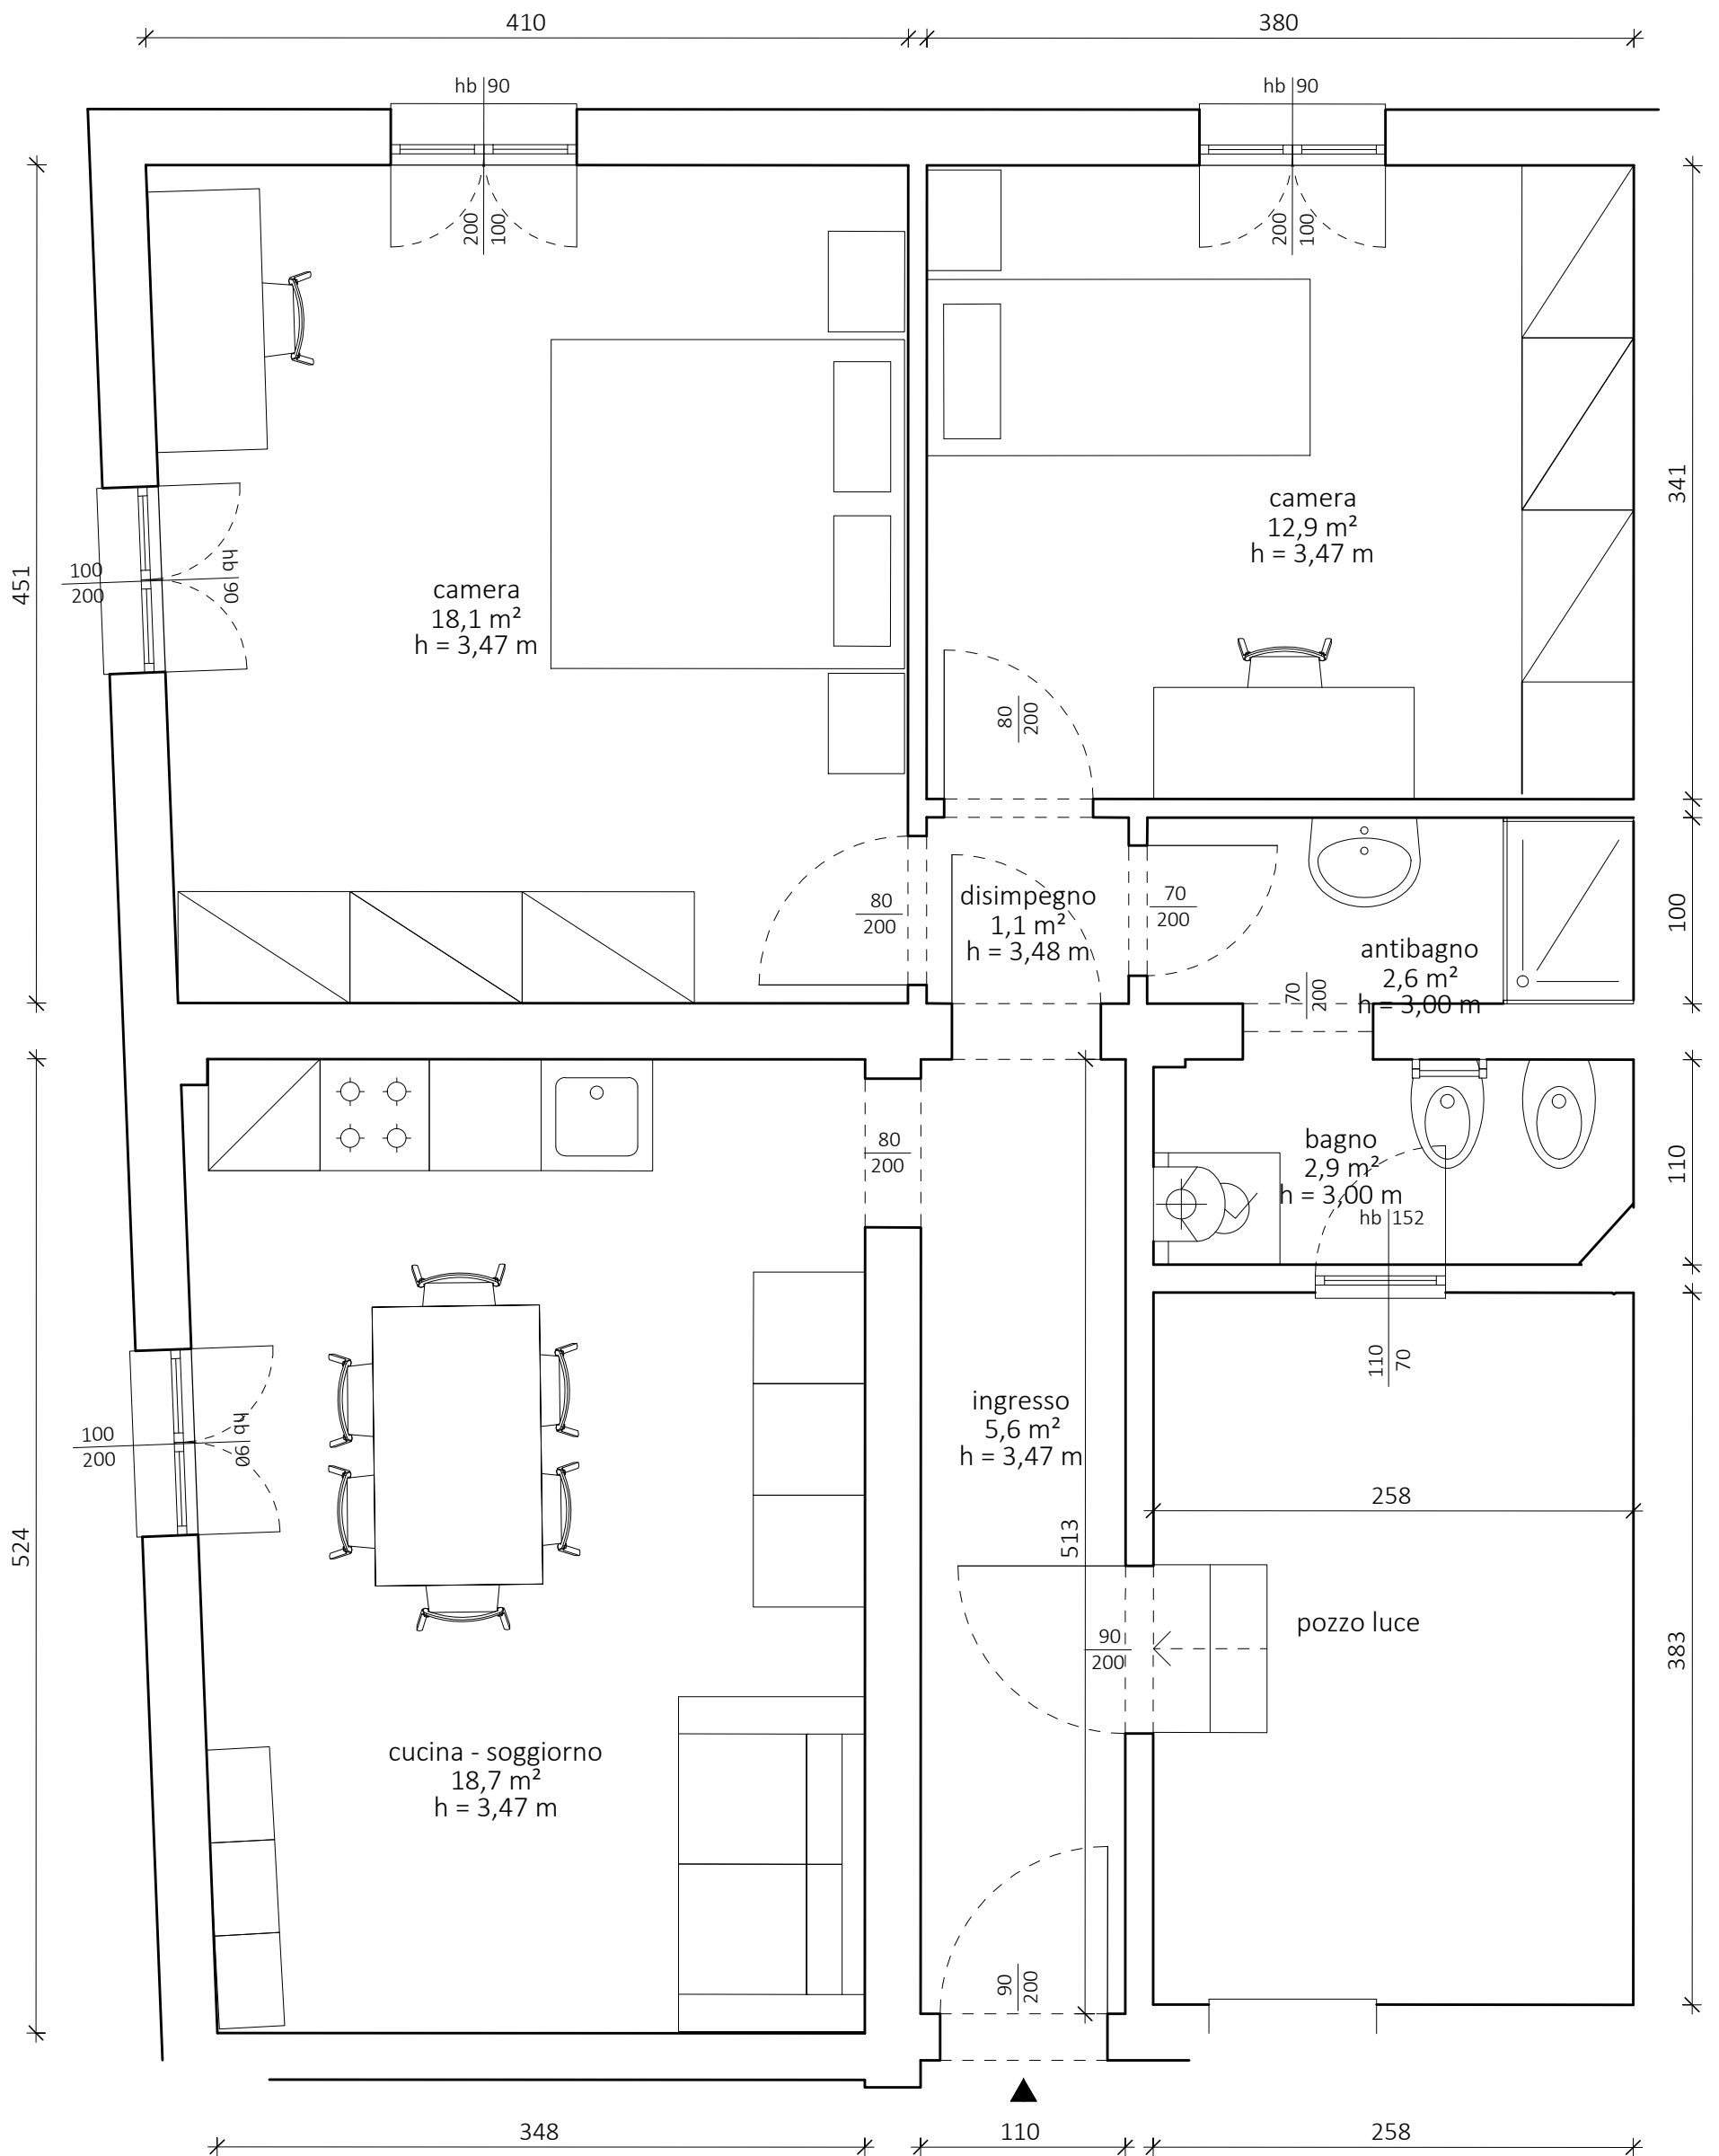 410
380
hb 90
hb 90
200
100
200
100
451
341
100
200
hb 90
camera
18,1 m²
h = 3,47 m
camera
12,9 m²
h = 3,47 m
80
200
80
200
disimpegno
1,1 m²
h = 3,48 m
70
200
antibagno
2,6 m²
h = 3,00 m
100
70
200
80
200
bagno
2,9 m²
h = 3,00 m
hb 152
110
110
70
524
100
200
hb 90
ingresso
5,6 m²
h = 3,47 m
258
513
90
200
pozzo luce
383
cucina - soggiorno
18,7 m²
h = 3,47 m
90
200
348
110
258